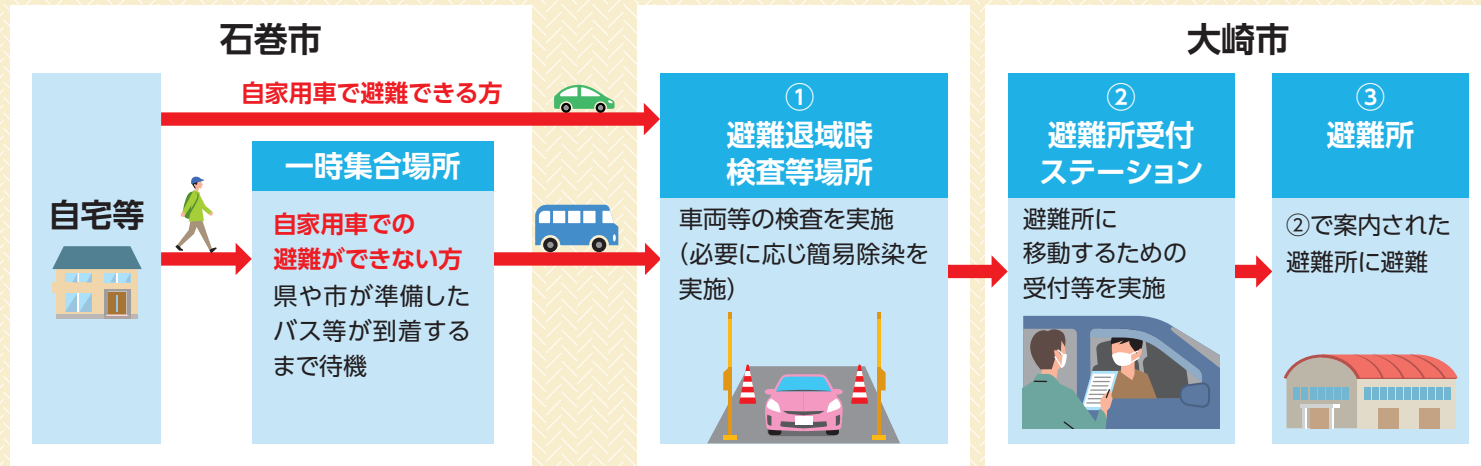 石巻市
自宅等
自家用車で避難できる方
一時集合場所
自家用車での
避難ができない方
県や市が準備した
バス等が到着する
まで待機
①
避難退域時
検査等場所
車両等の検査を実施
(必要に応じ簡易除染を
実施)
大崎市
②
避難所受付
ステーション
避難所に
移動するための
受付等を実施
③
避難所
②で案内された
避難所に避難